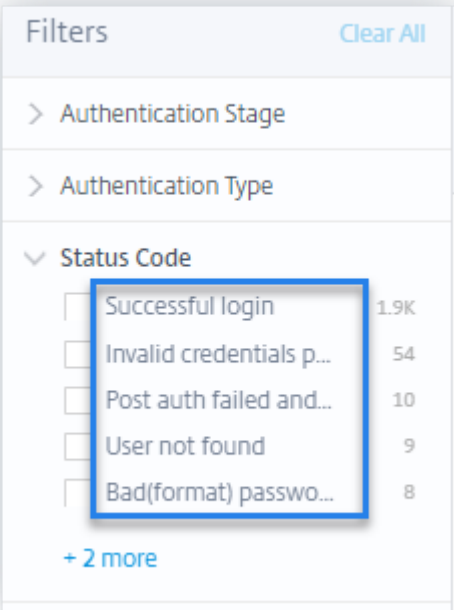 Filters Clear All
Authentication Stage
Authentication Type
Status Code
Successful login 1.9K
Invalid credentials p... 54
Post auth failed and... 10
User not found 9
Bad(format) passwo... 8
+ 2 more